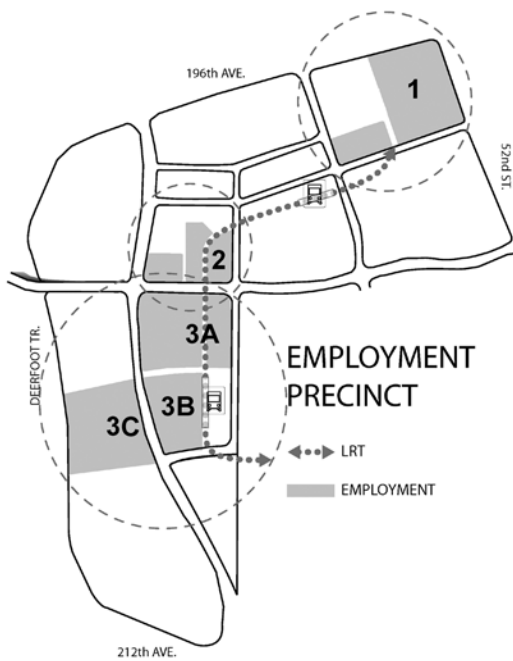 196th AVE.
1
52nd ST.
2
3A
DEERFOOT TR.
3B
3C
EMPLOYMENT
PRECINCT
LRT
EMPLOYMENT
212th AVE.